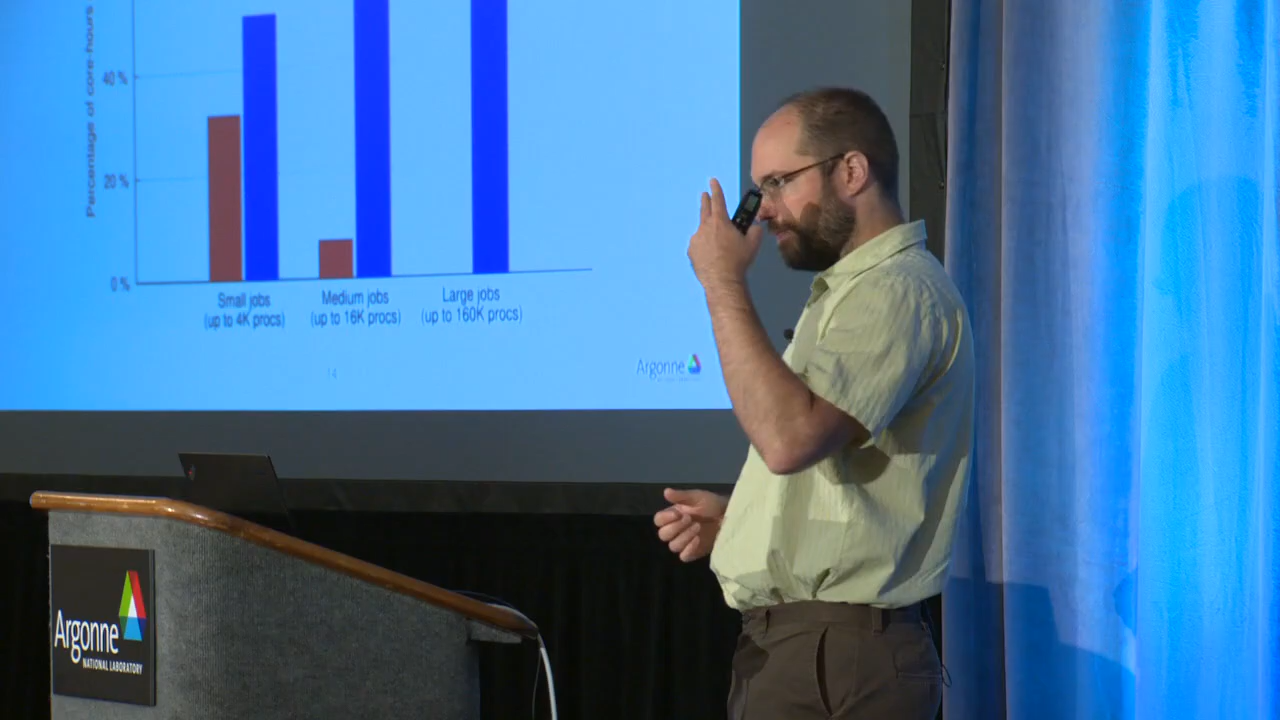 Percentage of core-hours
40 %
20 %
0 %
Small jobs
(up to 4K procs)
Medium jobs
(up to 16K procs)
Large jobs
(up to 160K procs)
14
Argonne
Argonne
NATIONAL LABORATORY